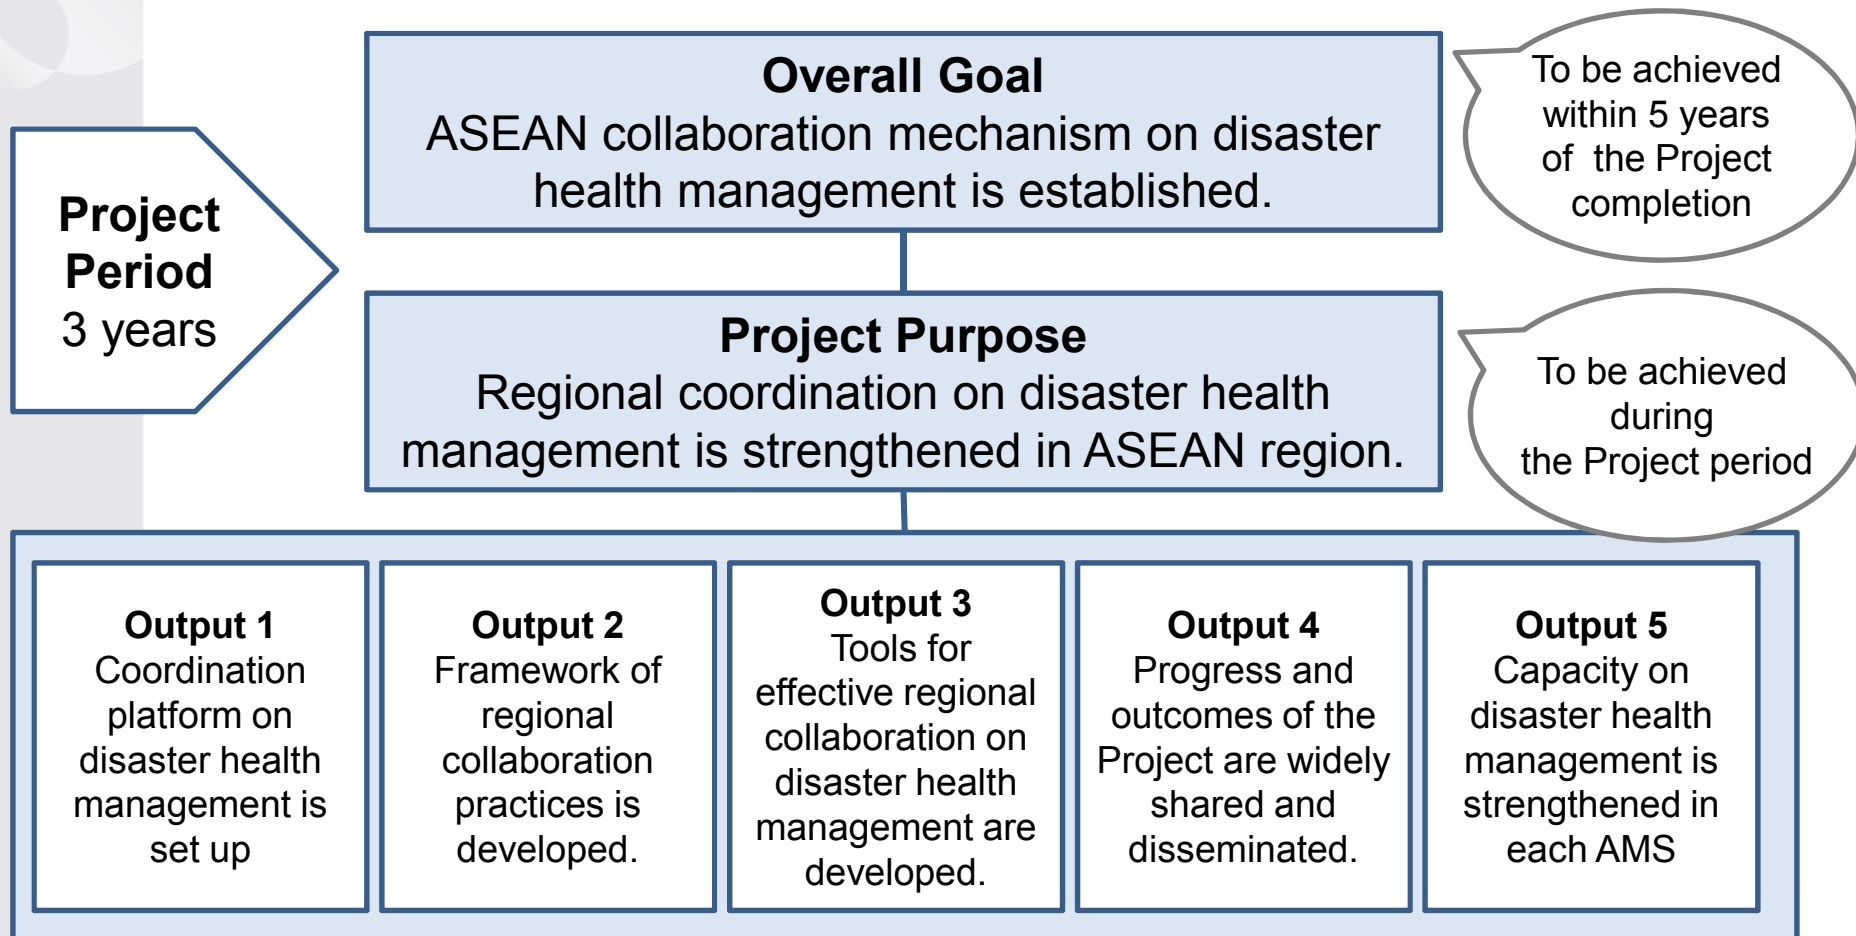 Project
Period
3 years
Overall Goal
ASEAN collaboration mechanism on disaster
health management is established.
To be achieved
within 5 years
of the Project
completion
Project Purpose
Regional coordination on disaster health
management is strengthened in ASEAN region.
To be achieved
during
the Project period
Output 1
Coordination
platform on
disaster health
management is
set up
Output 2
Framework of
regional
collaboration
practices is
developed.
Output 3
Tools for
effective regional
collaboration on
disaster health
management are
developed.
Output 4
Progress and
outcomes of the
Project are widely
shared and
disseminated.
Output 5
Capacity on
disaster health
management is
strengthened in
each AMS